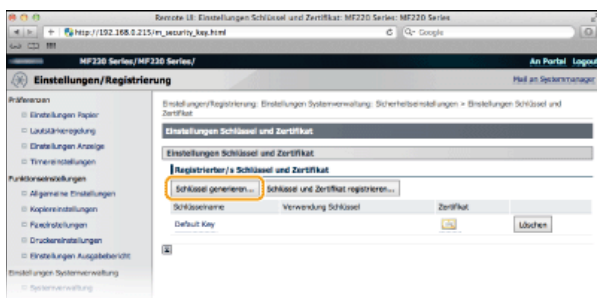 Remote UI: Einstellungen Schlüssel und Zertifikat: MF220 Series: MF220 Series
http://192.168.0.215/m_security_key.html
Google
MF220 Series/MF220 Series/
An Portal Logout
Einstellungen/Registrierung
Mail an Systemmanager
Präferenzen
Einstellungen Papier
Lautstärkeregelung
Einstellungen Anzeige
Timereinstellungen
Funktionseinstellungen
Allgemeine Einstellungen
Kopiereinstellungen
Faxeinstellungen
Druckereinstellungen
Einstellungen Ausgabebericht
Einstellungen Systemverwaltung
Systemverwaltung
Einstellungen/Registrierung: Einstellungen Systemverwaltung: Sicherheitseinstellungen > Einstellungen Schlüssel und
Zertifikat
Einstellungen Schlüssel und Zertifikat
Einstellungen Schlüssel und Zertifikat
Registrierter/s Schlüssel und Zertifikat
Schlüssel generieren... Schlüssel und Zertifikat registrieren...
Schlüsselname Verwendung Schlüssel Zertifikat
Default Key Löschen